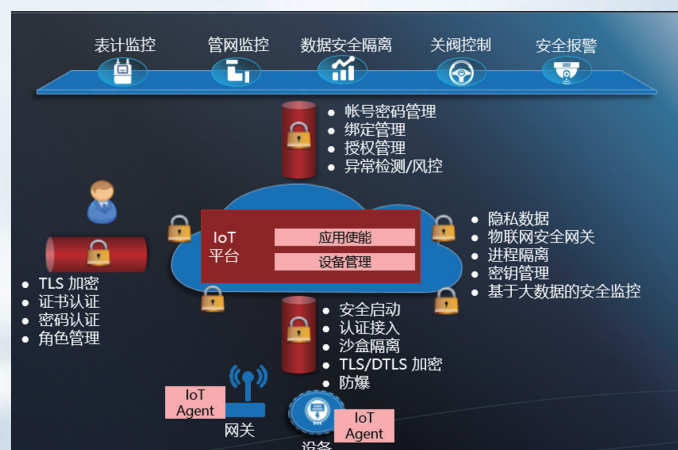 表计监控 管网监控 数据安全隔离 关阀控制 安全报警
● 帐号密码管理
● 绑定管理
● 授权管理
● 异常检测/风控
IoT
平台
应用使能
设备管理
● 隐私数据
● 物联网安全网关
● 进程隔离
● 密钥管理
● 基于大数据的安全监控
● TLS 加密
● 证书认证
● 密码认证
● 角色管理
● 安全启动
● 认证接入
● 沙盒隔离
● TLS/DTLS 加密
● 防爆
IoT
Agent
网关
IoT
Agent
设备